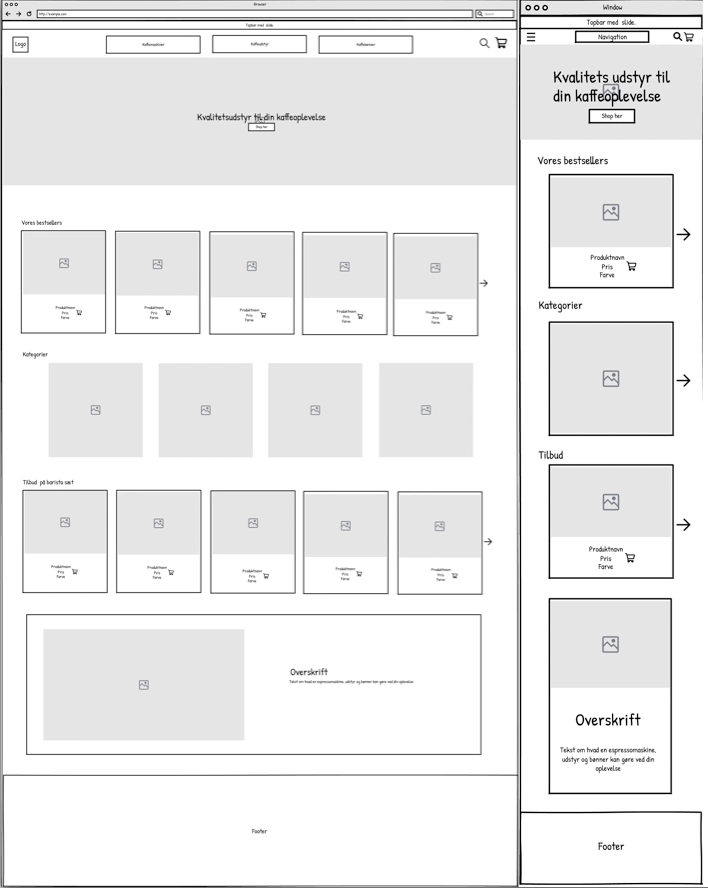 Browser
http://example.com
Search
Topbar med slide.
Logo
Kaffemaskiner
Kaffeudstyr
Kaffebønner
Kvalitetsudstyr til din kaffeoplevelse
Shop her
Vores bestsellers
Produktnavn
Pris
Farve
Produktnavn
Pris
Farve
Produktnavn
Pris
Farve
Produktnavn
Pris
Farve
Produktnavn
Pris
Farve
Kategorier
Tilbud på barista sæt
Produktnavn
Pris
Farve
Produktnavn
Pris
Farve
Produktnavn
Pris
Farve
Produktnavn
Pris
Farve
Produktnavn
Pris
Farve
Overskrift
Tekst om hvad en espressomaskine, udstyr og bønner kan gøre ved din oplevelse.
Footer
Window
Topbar med slide.
Navigation
Kvalitets udstyr til
din kaffeoplevelse
Shop her
Vores bestsellers
Produktnavn
Pris
Farve
Kategorier
Tilbud
Produktnavn
Pris
Farve
Overskrift
Tekst om hvad en espressomaskine,
udstyr og bønner kan gøre ved din
oplevelse
Footer